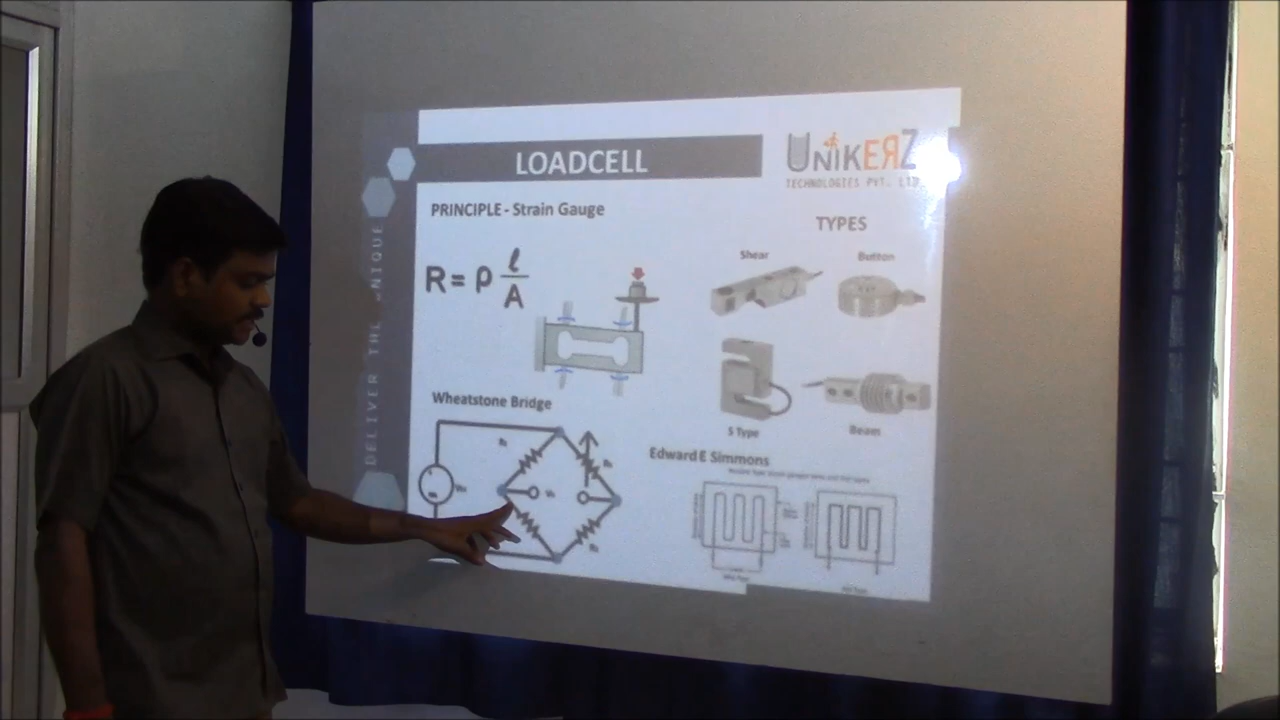 LOADCELL
UNIKERZ
TECHNOLOGIES PVT. LTD
DELIVER THE UNIQUE
PRINCIPLE - Strain Gauge
TYPES
Shear
Button
R = ρ l/A
S Type
Beam
Wheatstone Bridge
Edward E Simmons